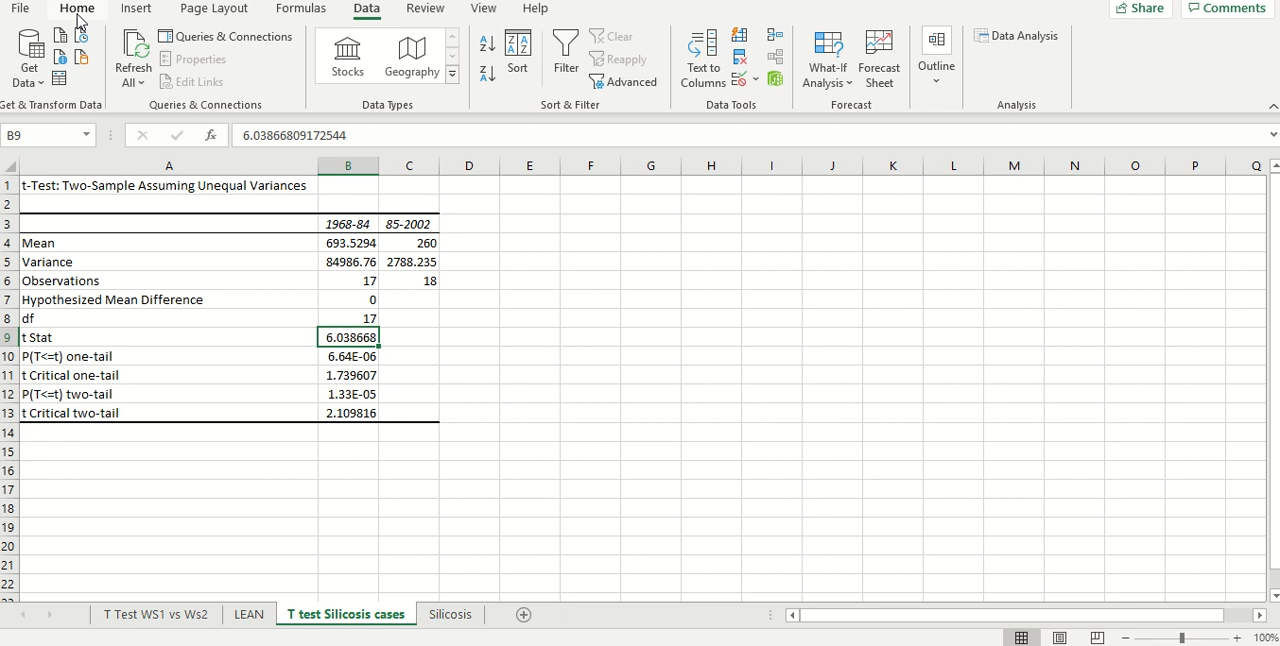 File Home Insert Page Layout Formulas Data Review View Help Share Comments
Get Data
Refresh All
Queries & Connections
Properties
Edit Links
Stocks
Geography
Sort
Filter
Clear
Reapply
Advanced
Text to Columns
What-If Analysis
Forecast Sheet
Outline
Data Analysis
Get & Transform Data Queries & Connections Data Types Sort & Filter Data Tools Forecast Analysis
B9 fx 6.03866809172544
A B C D E F G H I J K L M N O P Q
1 t-Test: Two-Sample Assuming Unequal Variances
2
3 1968-84 85-2002
4 Mean 693.5294 260
5 Variance 84986.76 2788.235
6 Observations 17 18
7 Hypothesized Mean Difference 0
8 df 17
9 t Stat 6.038668
10 P(T<=t) one-tail 6.64E-06
11 t Critical one-tail 1.739607
12 P(T<=t) two-tail 1.33E-05
13 t Critical two-tail 2.109816
14
15
16
17
18
19
20
21
22
T Test WS1 vs Ws2 LEAN T test Silicosis cases Silicosis
100%